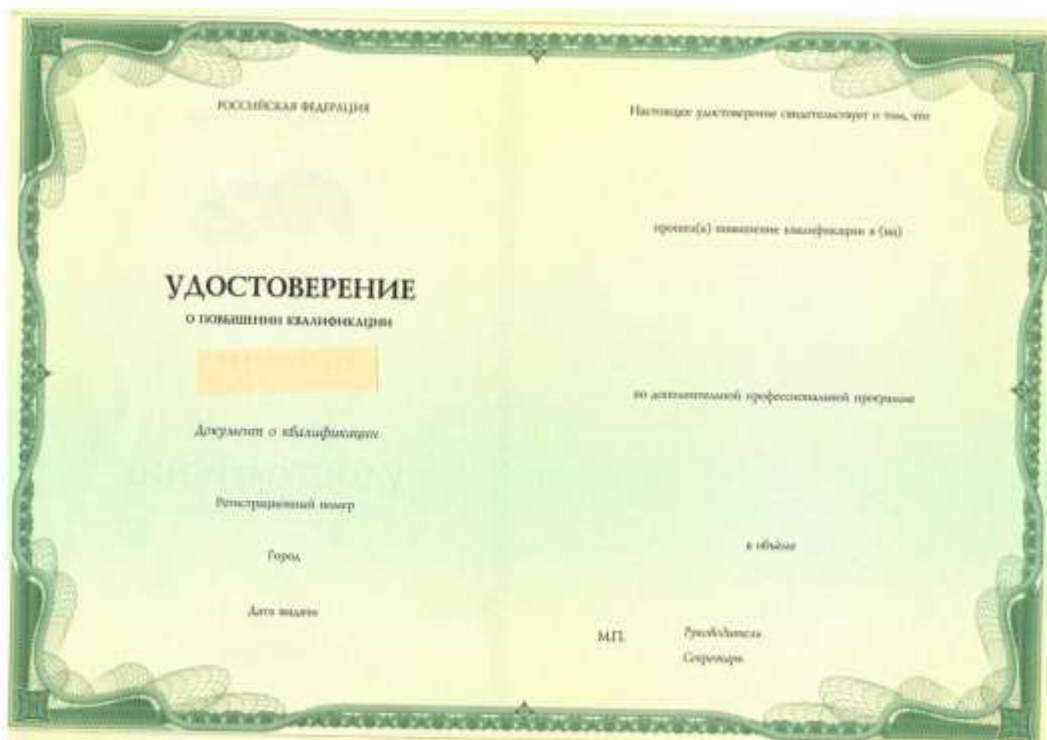 РОССИЙСКАЯ ФЕДЕРАЦИЯ
УДОСТОВЕРЕНИЕ
О ПОВЫШЕНИИ КВАЛИФИКАЦИИ
Документ о квалификации
Регистрационный номер
Город
Дата выдачи
Настоящее удостоверение свидетельствует о том, что
прошел(а) повышение квалификации в (на)
по дополнительной профессиональной программе
в объёме
М.П.
Руководитель
Секретарь